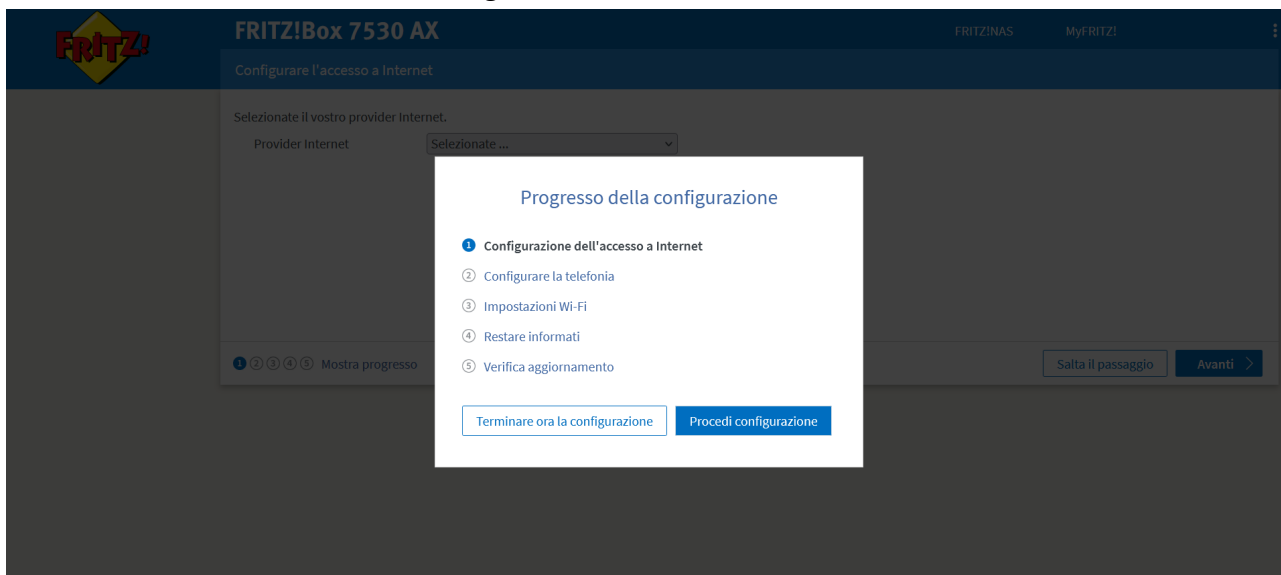 FRITZ!
FRITZ!Box 7530 AX
FRITZ!NAS
MyFRITZ!
Configurare l'accesso a Internet
Selezionate il vostro provider Internet.
Provider Internet
Selezionate ...
Progresso della configurazione
1 Configurazione dell'accesso a Internet
2 Configurare la telefonia
3 Impostazioni Wi-Fi
4 Restare informati
5 Verifica aggiornamento
Terminare ora la configurazione
Procedi configurazione
1 2 3 4 5 Mostra progresso
Salta il passaggio
Avanti